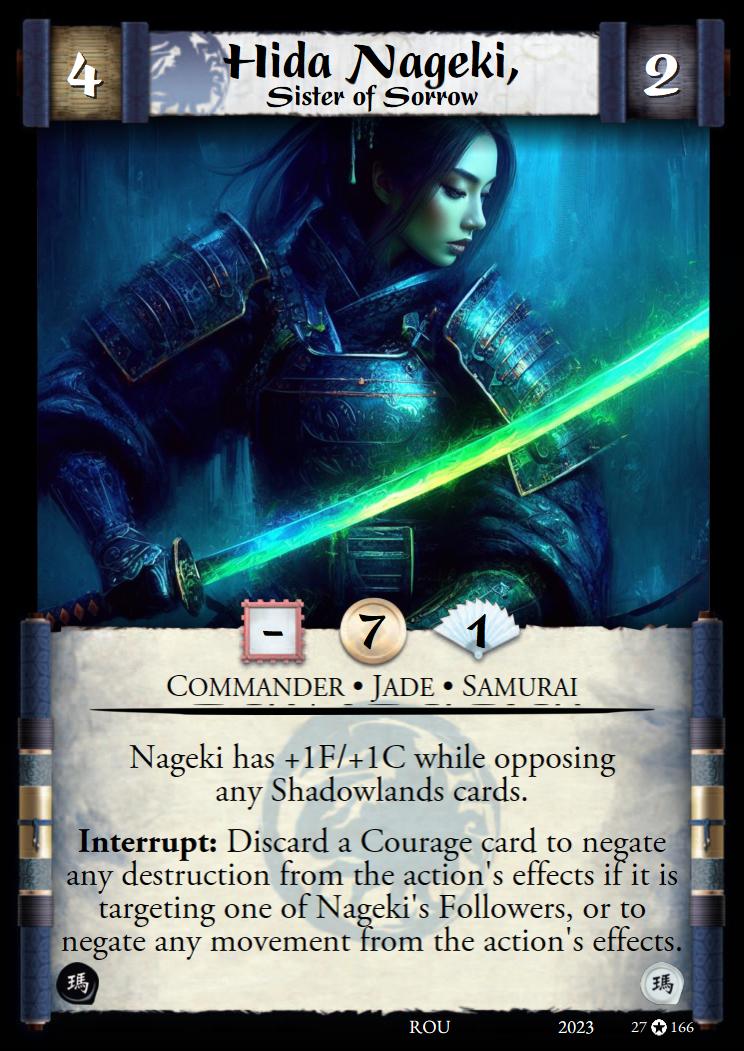 4
Hida Nageki,
2
Sister of Sorrow
-
7
1
Commander • Jade • Samurai
Nageki has +1F/+1C while opposing
any Shadowlands cards.
Interrupt: Discard a Courage card to negate
any destruction from the action's effects if it is
targeting one of Nageki's Followers, or to
negate any movement from the action's effects.
瑪
瑪
ROU 2023 27 ✪ 166